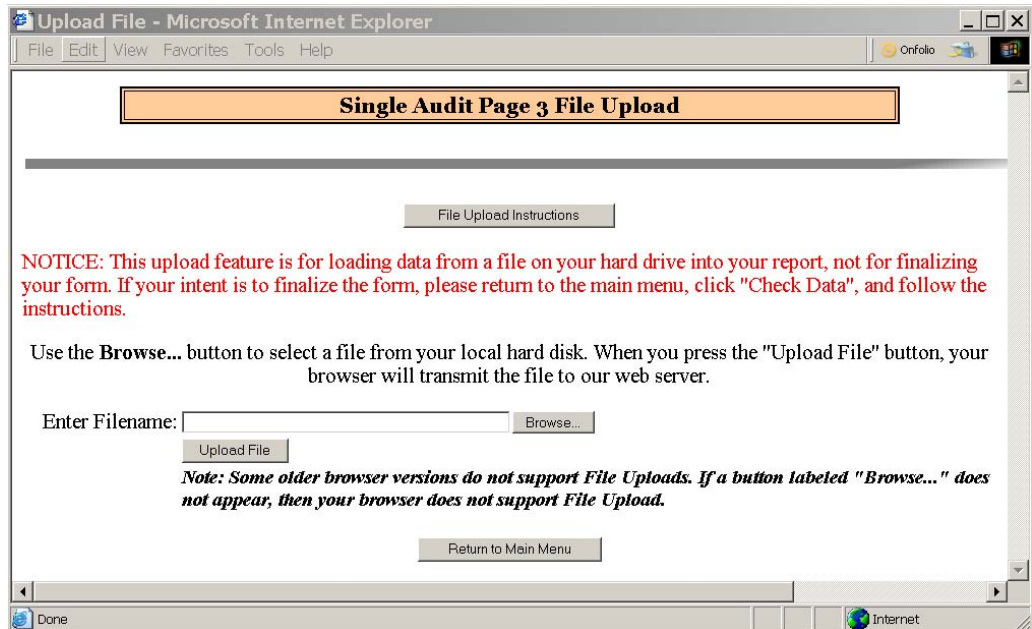 Upload File - Microsoft Internet Explorer
File Edit View Favorites Tools Help
Onfolio
Single Audit Page 3 File Upload
File Upload Instructions
NOTICE: This upload feature is for loading data from a file on your hard drive into your report, not for finalizing
your form. If your intent is to finalize the form, please return to the main menu, click "Check Data", and follow the
instructions.
Use the Browse... button to select a file from your local hard disk. When you press the "Upload File" button, your
browser will transmit the file to our web server.
Enter Filename: Browse...
Upload File
Note: Some older browser versions do not support File Uploads. If a button labeled "Browse..." does
not appear, then your browser does not support File Upload.
Return to Main Menu
Done Internet